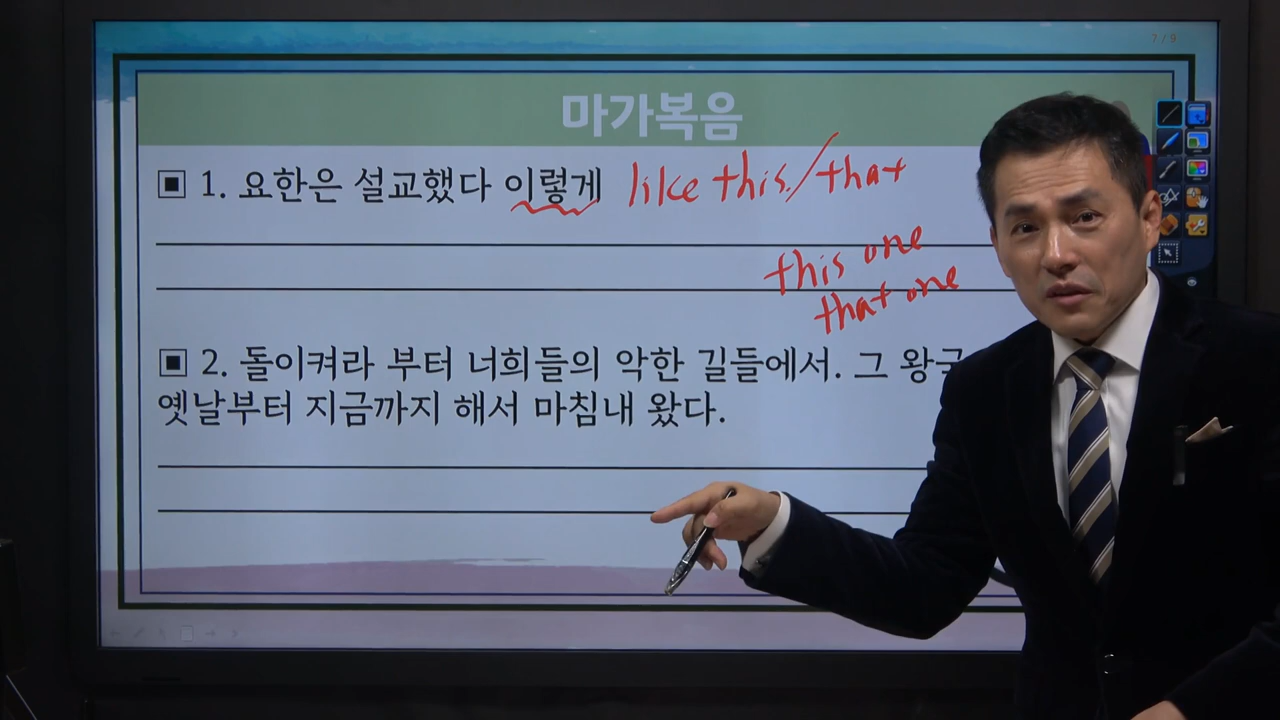 7 / 9
마가복음
▣ 1. 요한은 설교했다 이렇게 like this./that
this one
that one
▣ 2. 돌이켜라 부터 너희들의 악한 길들에서. 그 왕국
옛날부터 지금까지 해서 마침내 왔다.